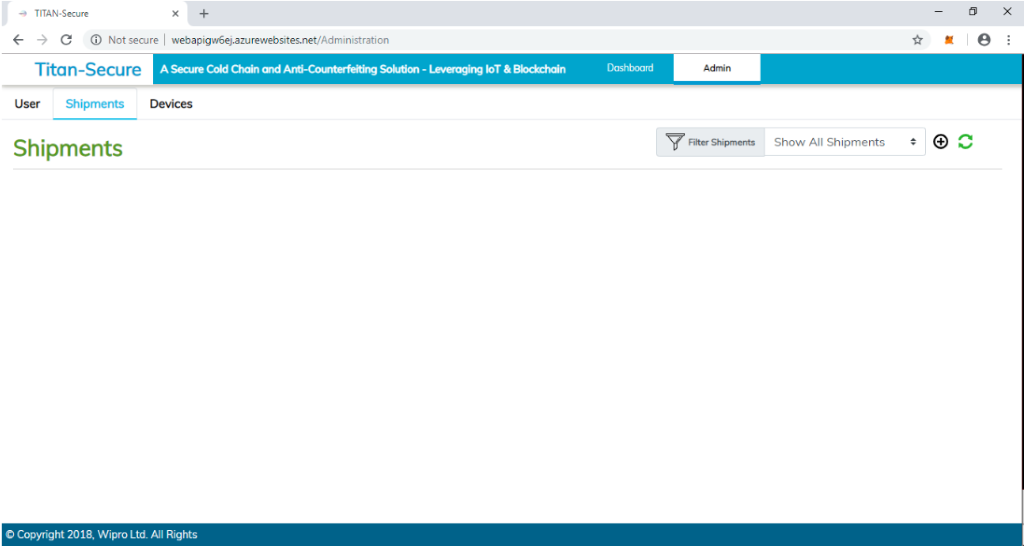 TITAN-Secure
Not secure | webapigw6ej.azurewebsites.net/Administration
Titan-Secure A Secure Cold Chain and Anti-Counterfeiting Solution - Leveraging IoT & Blockchain Dashboard Admin
User Shipments Devices
Shipments Filter Shipments Show All Shipments
© Copyright 2018, Wipro Ltd. All Rights